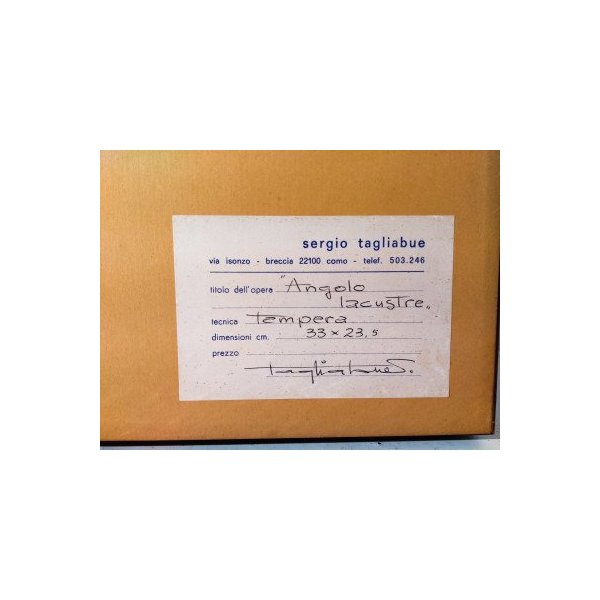 sergio tagliabue
via isonzo - breccia 22100 como - telef. 503.246
titolo dell'opera "Angolo
lacustre„
tecnica tempera
dimensioni cm. 33 x 23,5
prezzo
Tagliabue S.